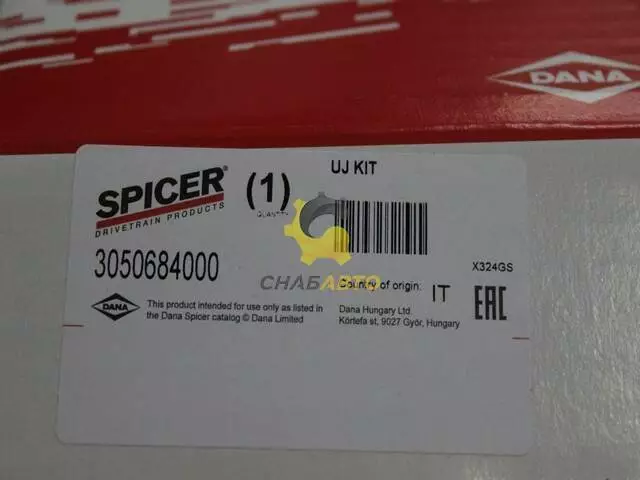 DANA
SPICER®
DRIVETRAIN PRODUCTS
(1)
QUANTITY
UJ KIT
3050684000
СНАБАВТО
X324GS
Country of origin:
IT
EAC
DANA
This product intended for use only as listed in
the Dana Spicer catalog © Dana Limited
Dana Hungary Ltd.
Körtefa st, 9027 Győr, Hungary